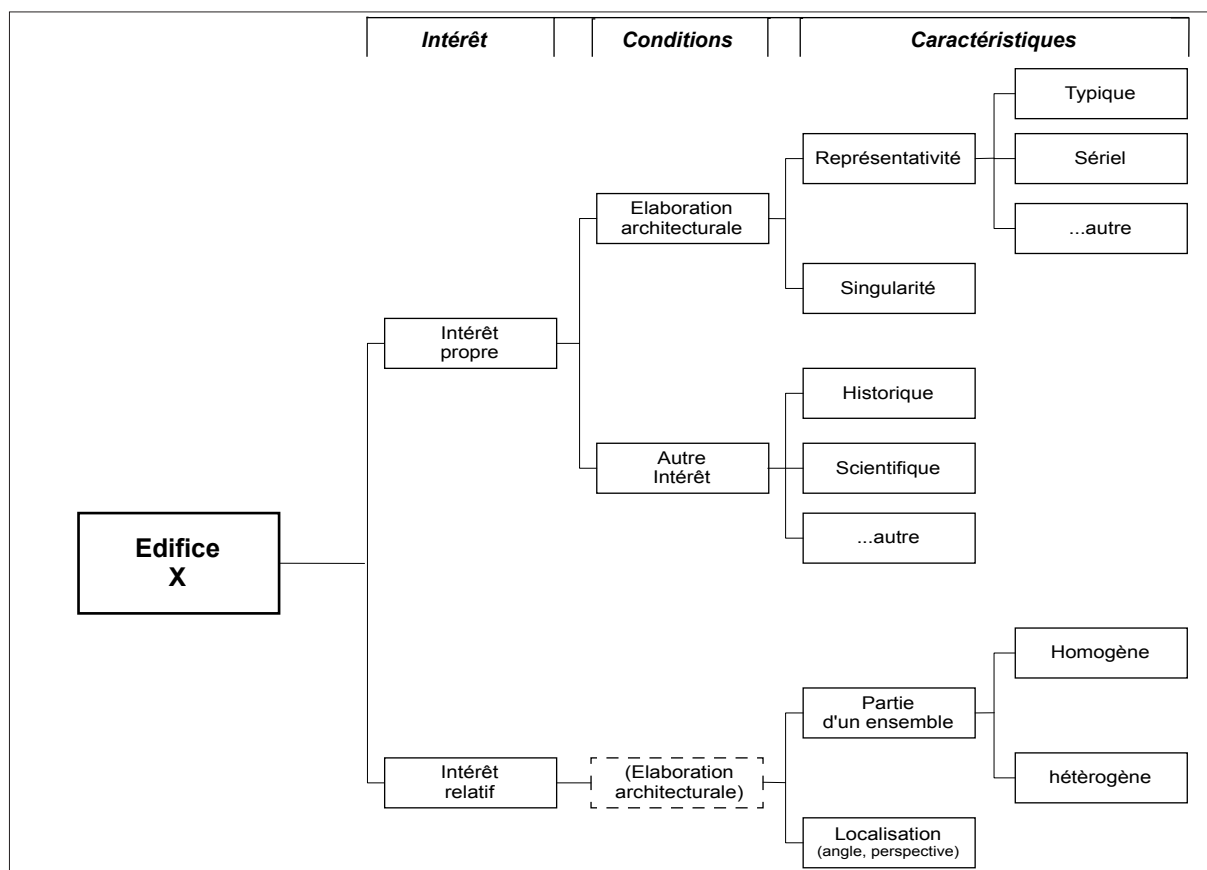 Intérêt
Conditions
Caractéristiques
Typique
Représentativité
Sériel
Elaboration
architecturale
...autre
Singularité
Intérêt
propre
Historique
Autre
Intérêt
Scientifique
...autre
Edifice
X
Homogène
Partie
d'un ensemble
Intérêt
relatif
(Elaboration
architecturale)
hétèrogène
Localisation
(angle, perspective)